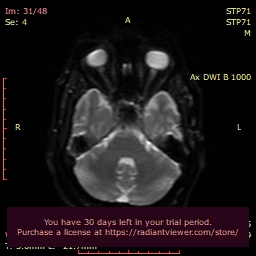 Im: 31/48
Se: 4
A
STP71
STP71
M
Ax DWI B 1000
R
L
You have 30 days left in your trial period.
Purchase a license at https://radiantviewer.com/store/